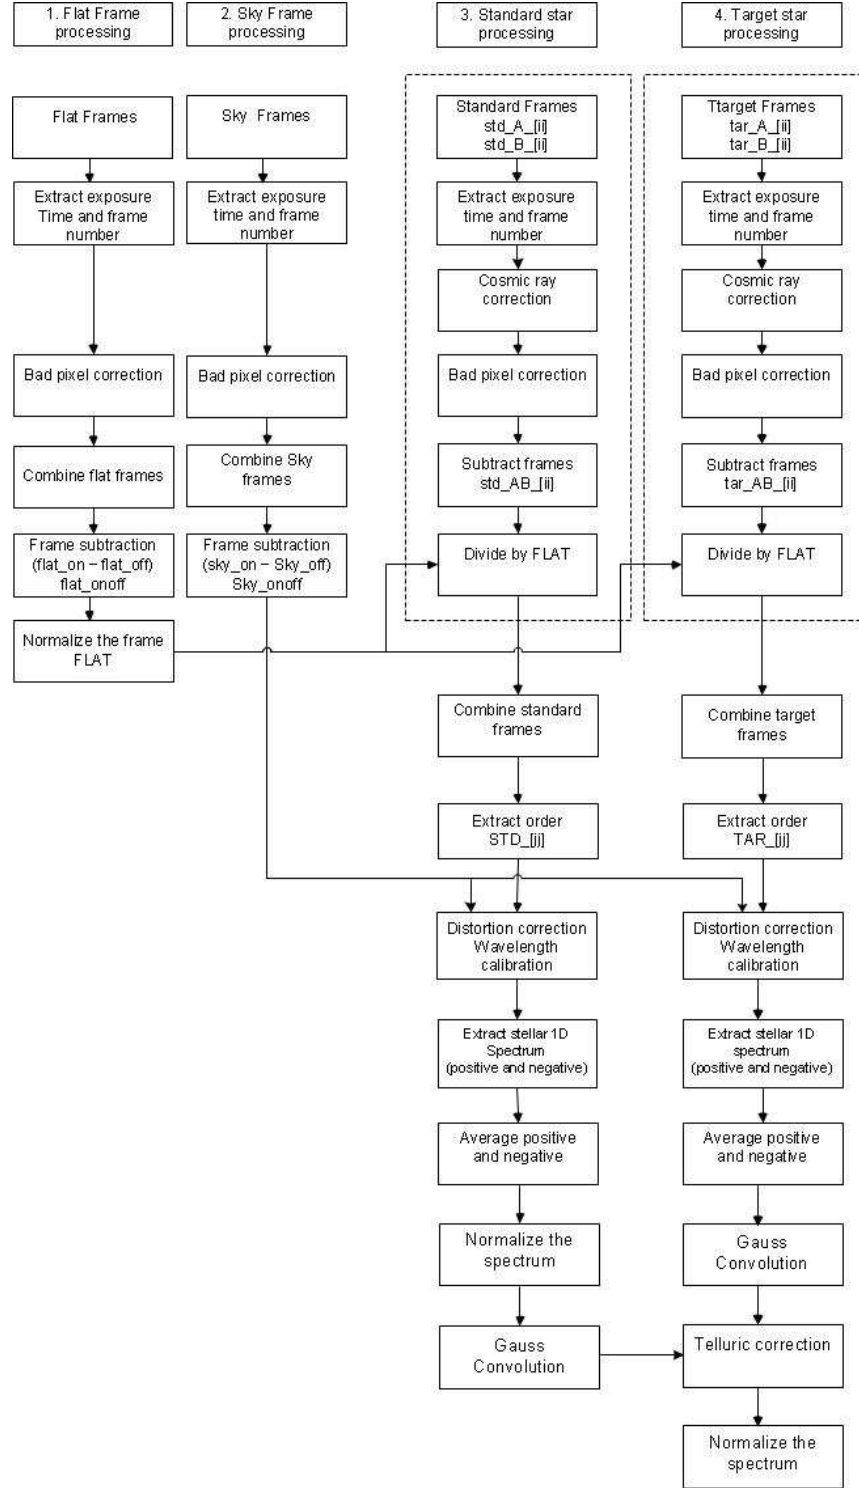 1. Flat Frame
processing
2. Sky Frame
processing
3. Standard star
processing
4. Target star
processing
Flat Frames
Extract exposure
Time and frame
number
Bad pixel correction
Combine flat frames
Frame subtraction
(flat_on – flat_off)
flat_onoff
Normalize the frame
FLAT
Sky Frames
Extract exposure
time and frame
number
Bad pixel correction
Combine Sky
frames
Frame subtraction
(sky_on – Sky_off)
Sky_onoff
Standard Frames
std_A_[ii]
std_B_[ii]
Extract exposure
time and frame
number
Cosmic ray
correction
Bad pixel correction
Subtract frames
std_AB_[ii]
Divide by FLAT
Combine standard
frames
Extract order
STD_[jj]
Distortion correction
Wavelength
calibration
Extract stellar 1D
Spectrum
(positive and negative)
Average positive
and negative
Normalize the
spectrum
Gauss
Convolution
Ttarget Frames
tar_A_[ii]
tar_B_[ii]
Extract exposure
time and frame
number
Cosmic ray
correction
Bad pixel correction
Subtract frames
tar_AB_[ii]
Divide by FLAT
Combine target
frames
Extract order
TAR_[jj]
Distortion correction
Wavelength
calibration
Extract stellar 1D
spectrum
(positive and negative)
Average positive
and negative
Gauss
Convolution
Telluric correction
Normalize the
spectrum